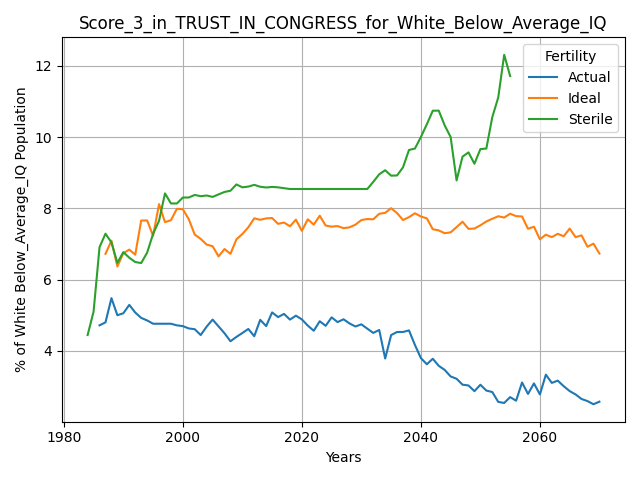 Score_3_in_TRUST_IN_CONGRESS_for_White_Below_Average_IQ
% of White Below_Average_IQ Population
12
10
8
6
4
Fertility
Actual
Ideal
Sterile
1980
2000
2020
2040
2060
Years